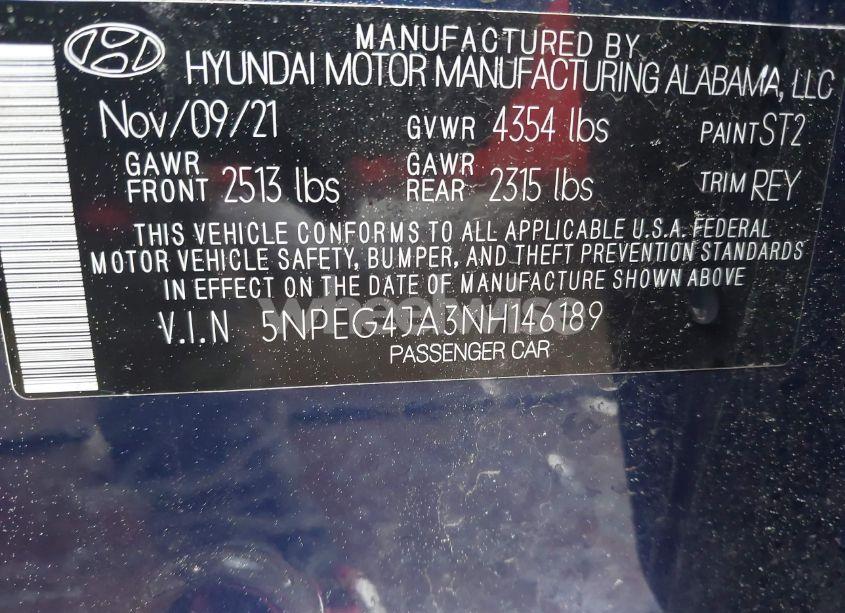 MANUFACTURED BY
HYUNDAI MOTOR MANUFACTURING ALABAMA, LLC
Nov/09/21 GVWR 4354 lbs PAINT ST2
GAWR FRONT 2513 lbs GAWR REAR 2315 lbs TRIM REY
THIS VEHICLE CONFORMS TO ALL APPLICABLE U.S.A. FEDERAL
MOTOR VEHICLE SAFETY, BUMPER, AND THEFT PREVENTION STANDARDS
IN EFFECT ON THE DATE OF MANUFACTURE SHOWN ABOVE
V.I.N 5NPEG4JA3NH146189
PASSENGER CAR